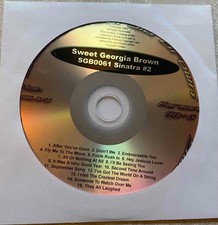 Sweet Georgia Brown
SGB0061 Sinatra #2
1. After You've Gone 2. Didn't We 3. Embraceable You
4. Fly Me To The Moon 5. Fools Rush In 6. Hey Jealous Lover
7. All Or Nothing At All 8. I'll Be Seeing You
9. It Was A Very Good Year 10. Second Time Around
11. September Song 12. I've Got The World On A String
13. I Had The Craziest Dream
14. Someone To Watch Over Me
15. They All Laughed